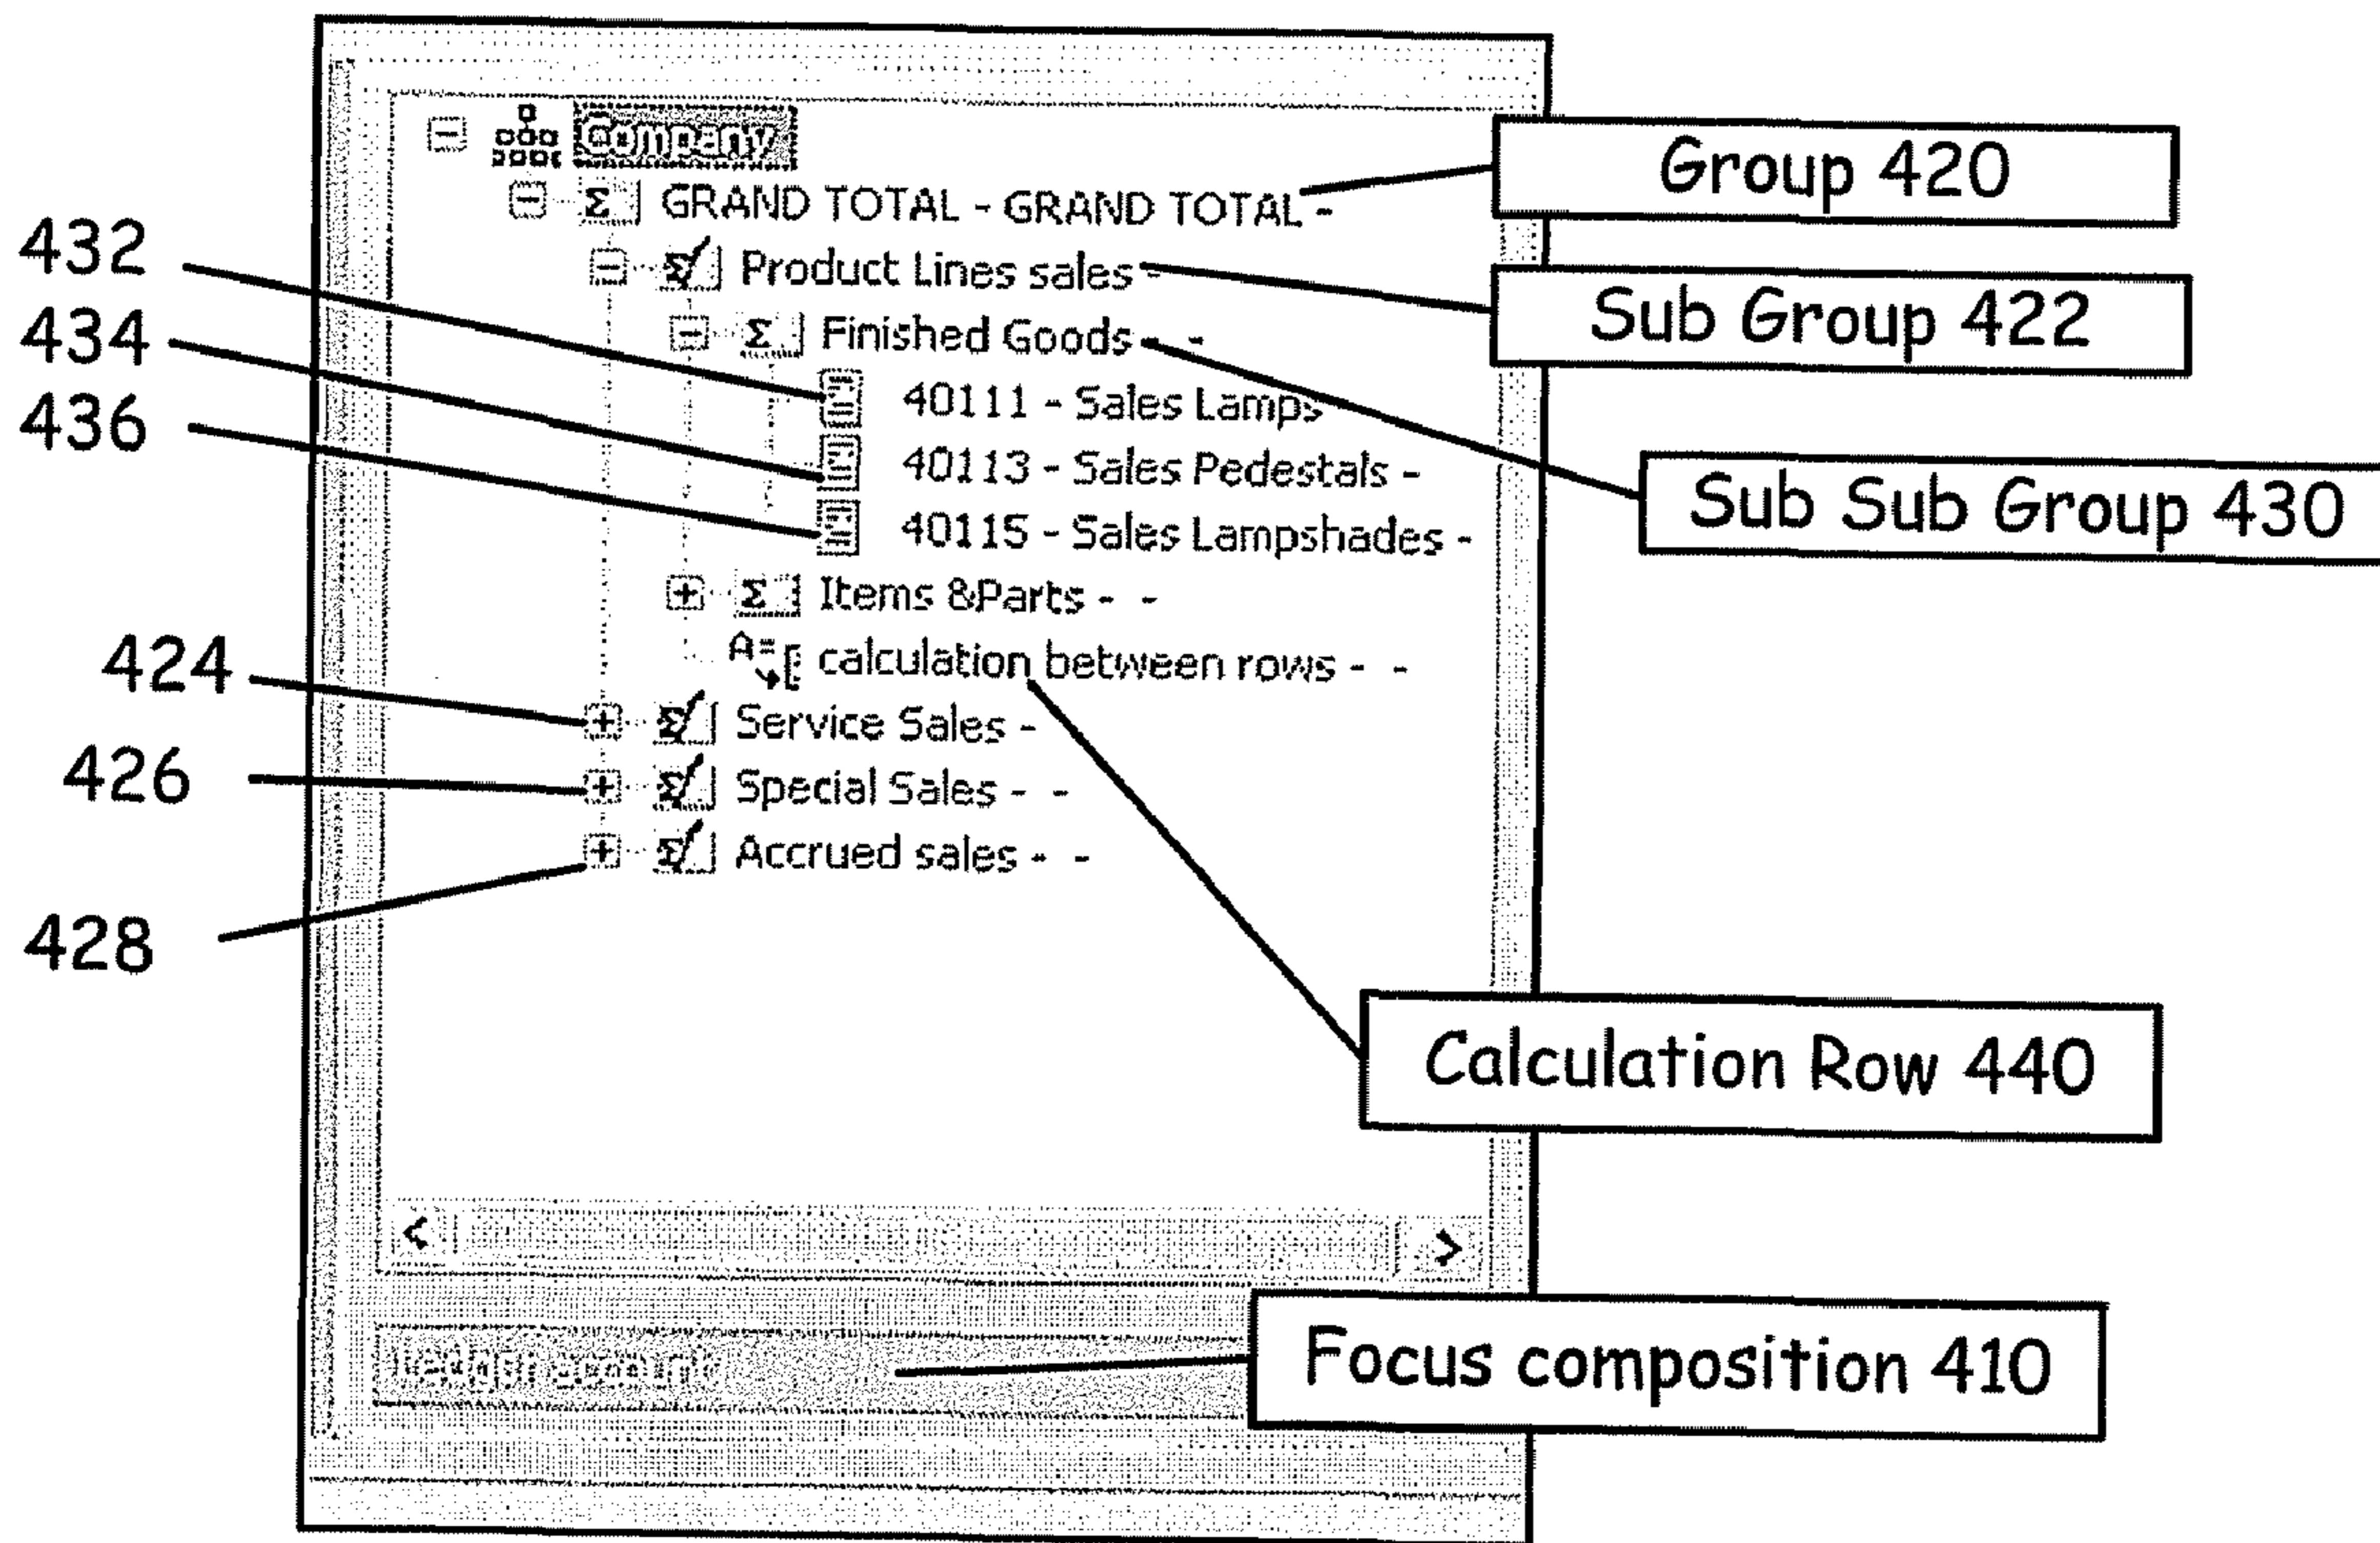 Company
Group 420
GRAND TOTAL - GRAND TOTAL -
432
Product Lines sales -
Sub Group 422
434
Finished Goods - -
436
40111 - Sales Lamps
40113 - Sales Pedestals -
Sub Sub Group 430
40115 - Sales Lampshades -
Items &Parts - -
424
calculation between rows - -
Service Sales -
426
Special Sales - -
Accrued sales - -
428
Calculation Row 440
Ledger account
Focus composition 410